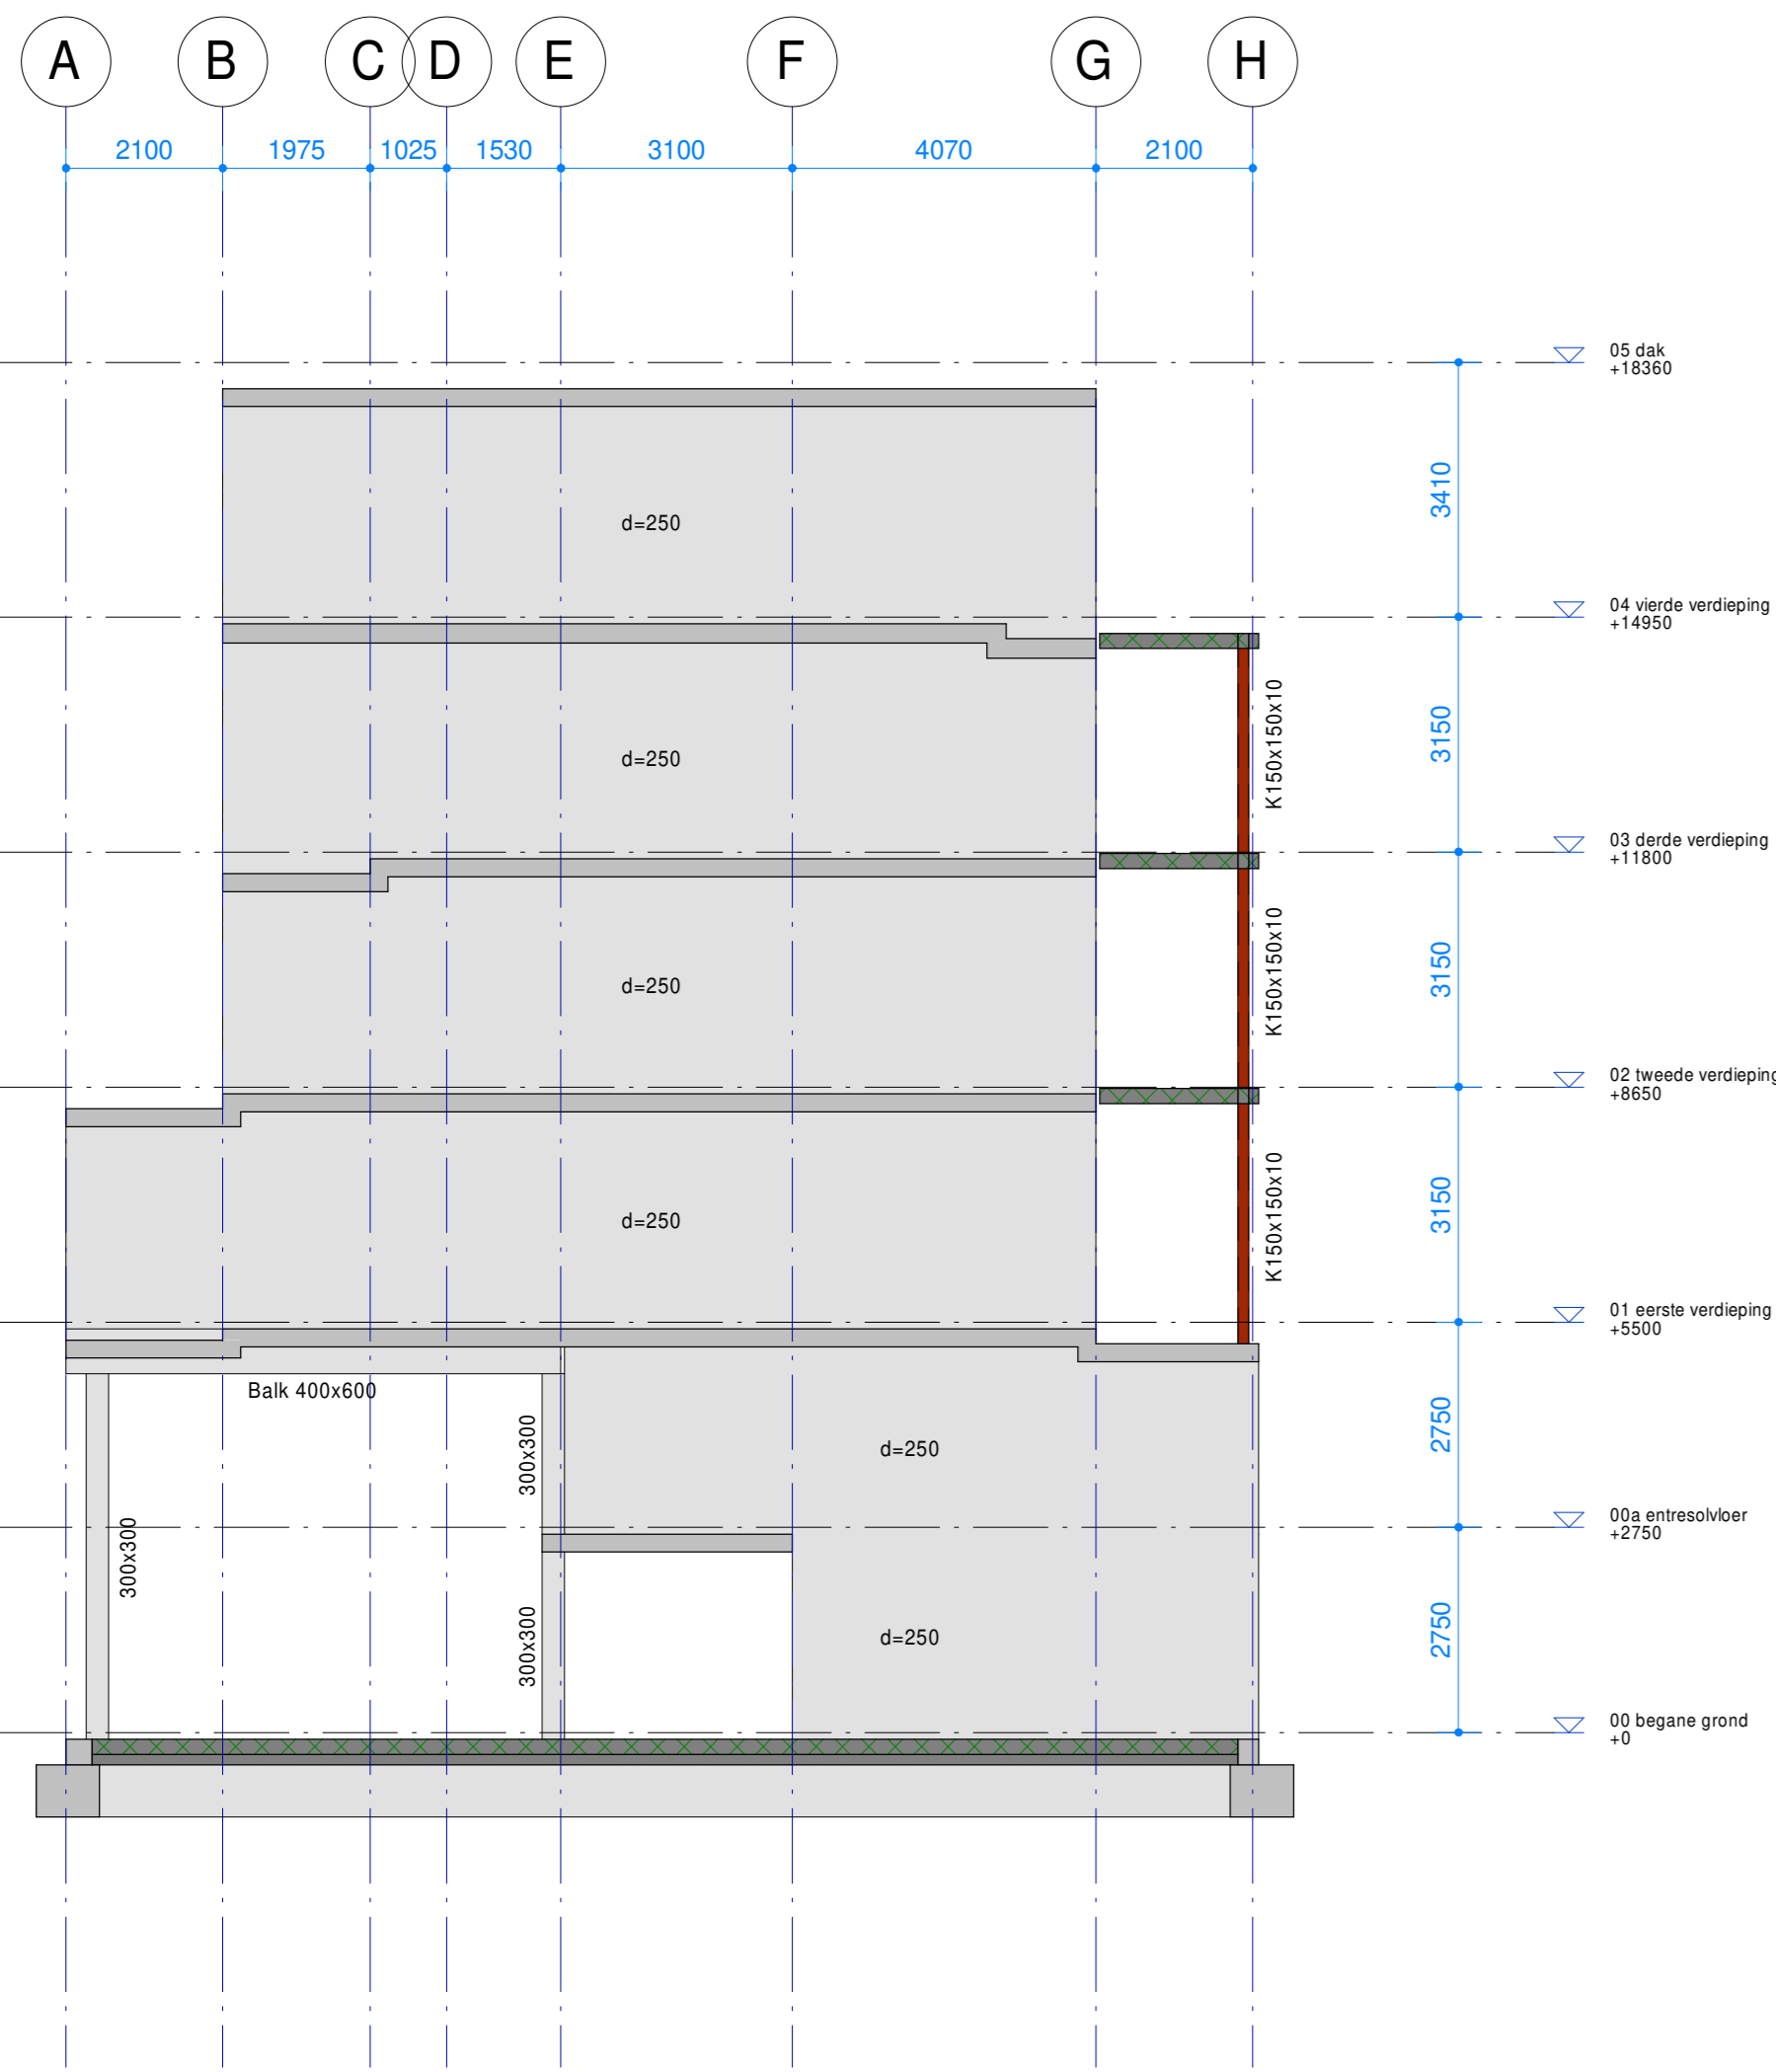 A B C D E F G H
2100 1975 1025 1530 3100 4070 2100
05 dak
+18360
3410
d=250
04 vierde verdieping
+14950
K150x150x10
3150
d=250
03 derde verdieping
+11800
K150x150x10
3150
d=250
02 tweede verdieping
+8650
K150x150x10
3150
d=250
01 eerste verdieping
+5500
Balk 400x600
300x300
2750
d=250
00a entresolvloer
+2750
300x300
300x300
2750
d=250
00 begane grond
+0